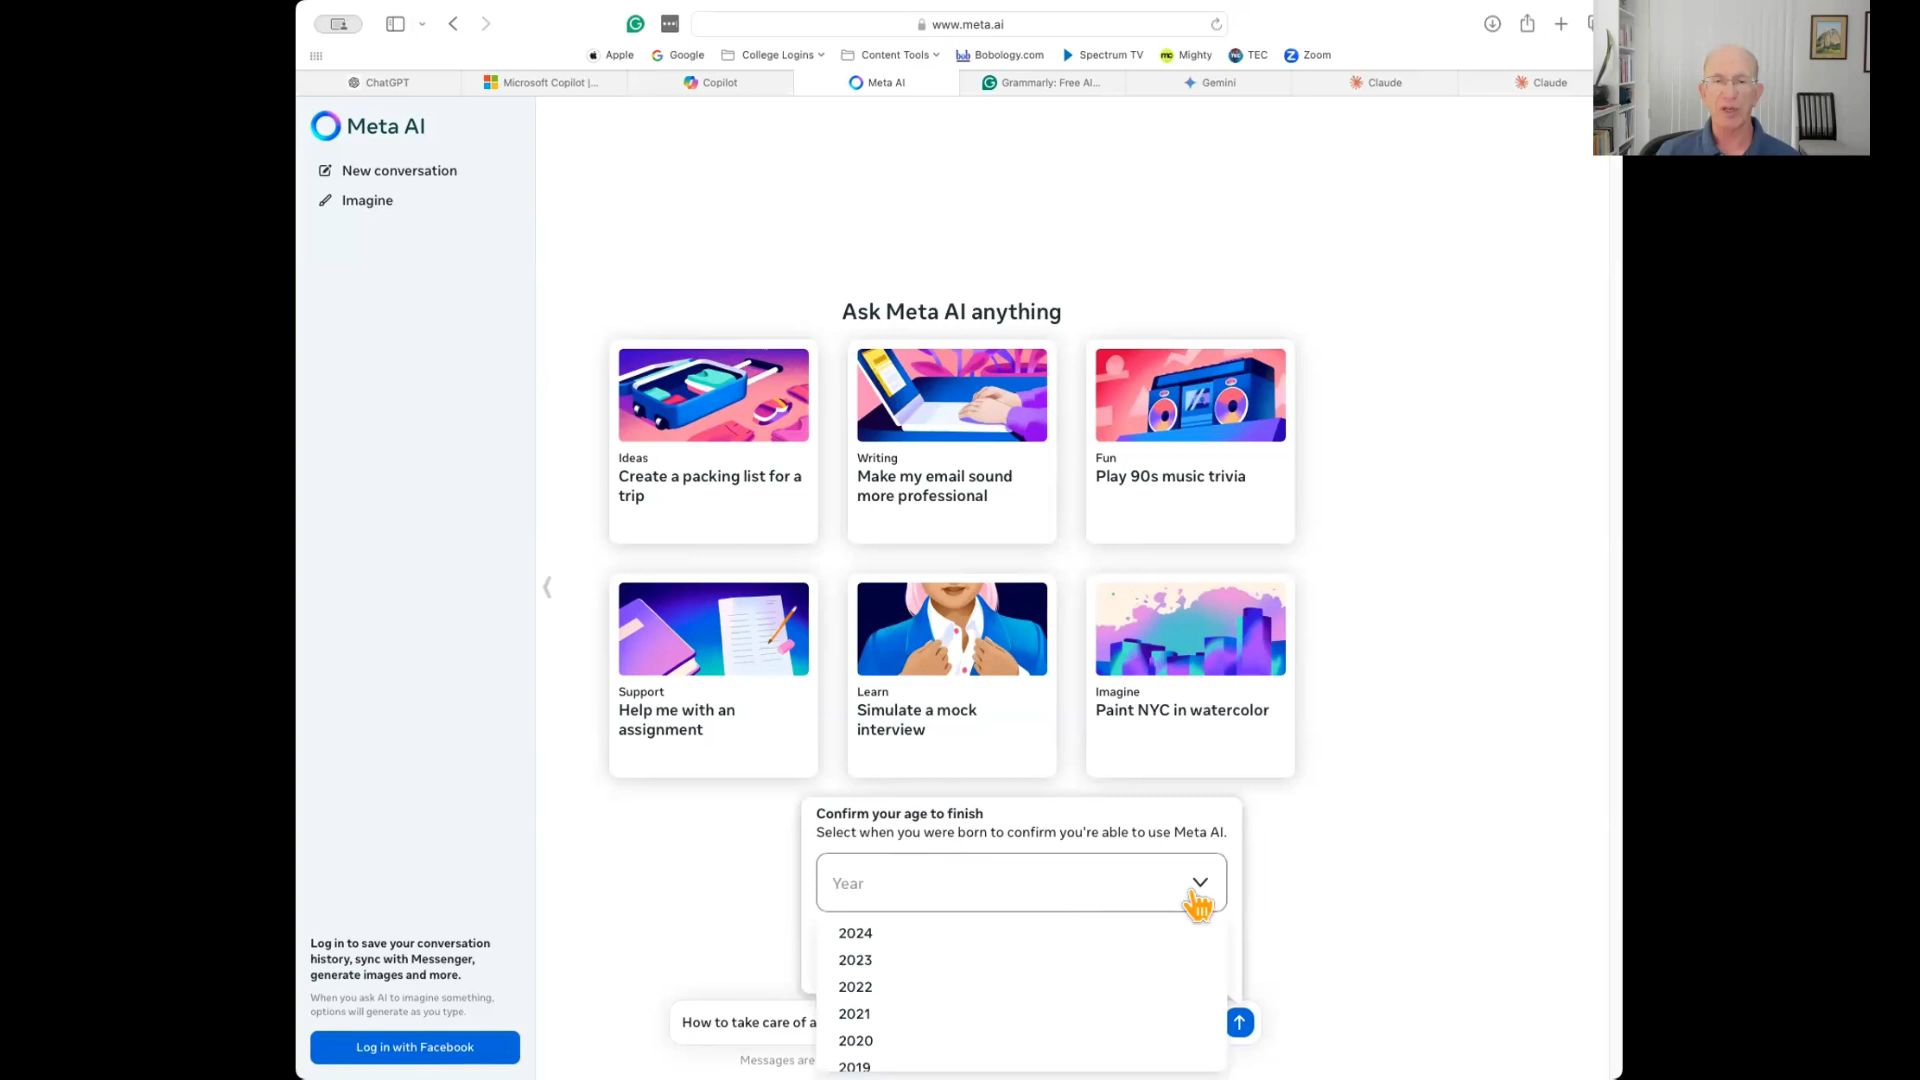 www.meta.ai
Apple
Google
College Logins
Content Tools
bob
Bobology.com
Spectrum TV
Mighty
TEC
Zoom
ChatGPT
Microsoft Copilot |...
Copilot
Meta AI
Grammarly: Free AI...
Gemini
Claude
Claude
Meta AI
New conversation
Imagine
Ask Meta AI anything
Ideas
Create a packing list for a
trip
Writing
Make my email sound
more professional
Fun
Play 90s music trivia
Support
Help me with an
assignment
Learn
Simulate a mock
interview
Imagine
Paint NYC in watercolor
Confirm your age to finish
Select when you were born to confirm you're able to use Meta AI.
Year
2024
2023
2022
2021
2020
2019
How to take care of a
Messages are
Log in to save your conversation
history, sync with Messenger,
generate images and more.
When you ask AI to imagine something,
options will generate as you type.
Log in with Facebook